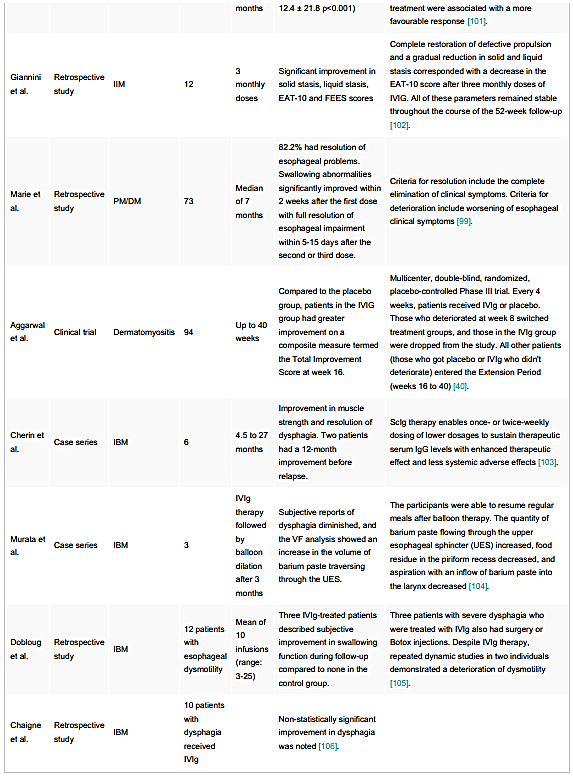 months
12.4 ± 21.8 p<0.001)
treatment were associated with a more
favourable response [101].
Giannini
et al.
Retrospective
study
IIM
12
3
monthly
doses
Significant improvement in
solid stasis, liquid stasis,
EAT-10 and FEES scores
Complete restoration of defective propulsion
and a gradual reduction in solid and liquid
stasis corresponded with a decrease in the
EAT-10 score after three monthly doses of
IVIG. All of these parameters remained stable
throughout the course of the 52-week follow-up
[102].
Marie et
al.
Retrospective
study
PM/DM
73
Median
of 7
months
82.2% had resolution of
esophageal problems.
Swallowing abnormalities
significantly improved within
2 weeks after the first dose
with full resolution of
esophageal impairment
within 5-15 days after the
second or third dose.
Criteria for resolution include the complete
elimination of clinical symptoms. Criteria for
deterioration include worsening of esophageal
clinical symptoms [99].
Aggarwal
et al.
Clinical trial
Dermatomyositis
94
Up to 40
weeks
Compared to the placebo
group, patients in the IVIG
group had greater
improvement on a
composite measure termed
the Total Improvement
Score at week 16.
Multicenter, double-blind, randomized,
placebo-controlled Phase III trial. Every 4
weeks, patients received IVIg or placebo.
Those who deteriorated at week 8 switched
treatment groups, and those in the IVIg group
were dropped from the study. All other patients
(those who got placebo or IVIg who didn't
deteriorate) entered the Extension Period
(weeks 16 to 40) [40].
Cherin et
al.
Case series
IBM
6
4.5 to 27
months
Improvement in muscle
strength and resolution of
dysphagia. Two patients
had a 12-month
improvement before
relapse.
ScIg therapy enables once- or twice-weekly
dosing of lower dosages to sustain therapeutic
serum IgG levels with enhanced therapeutic
effect and less systemic adverse effects [103].
Murata et
al.
Case series
IBM
3
IVIg
therapy
followed
by
balloon
dilation
after 3
months
Subjective reports of
dysphagia diminished, and
the VF analysis showed an
increase in the volume of
barium paste traversing
through the UES.
The participants were able to resume regular
meals after balloon therapy. The quantity of
barium paste flowing through the upper
esophageal sphincter (UES) increased, food
residue in the piriform recess decreased, and
aspiration with an inflow of barium paste into
the larynx decreased [104].
Dobloug
et al.
Retrospective
study
IBM
12 patients
with
esophageal
dysmotility
Mean of
10
infusions
(range:
3-25)
Three IVIg-treated patients
described subjective
improvement in swallowing
function during follow-up
compared to none in the
control group.
Three patients with severe dysphagia who
were treated with IVIg also had surgery or
Botox injections. Despite IVIg therapy,
repeated dynamic studies in two individuals
demonstrated a deterioration of dysmotility
[105].
Chaigne
et al.
Retrospective
study
IBM
10 patients
with
dysphagia
received
IVIg
Non-statistically significant
improvement in dysphagia
was noted [106].